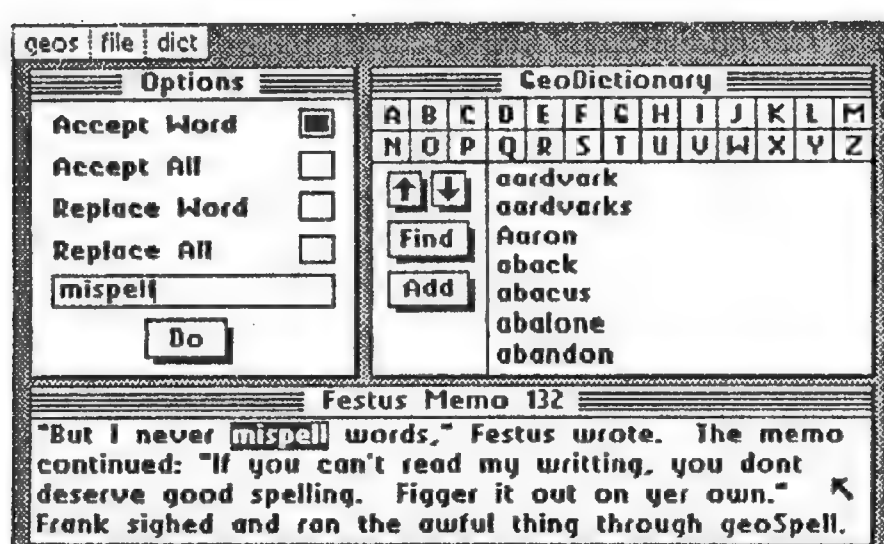 geos file dict
Options
Accept Word
Accept All
Replace Word
Replace All
mispell
Do
GeoDictionary
A B C D E F G H I J K L M
N O P Q R S T U V W X Y Z
aardvark
aardvarks
Find
Aaron
aback
Add
abacus
abalone
abandon
Festus Memo 132
"But I never mispell words," Festus wrote. The memo
continued: "If you can't read my writting, you dont
deserve good spelling. Figger it out on yer own."
Frank sighed and ran the awful thing through geoSpell.